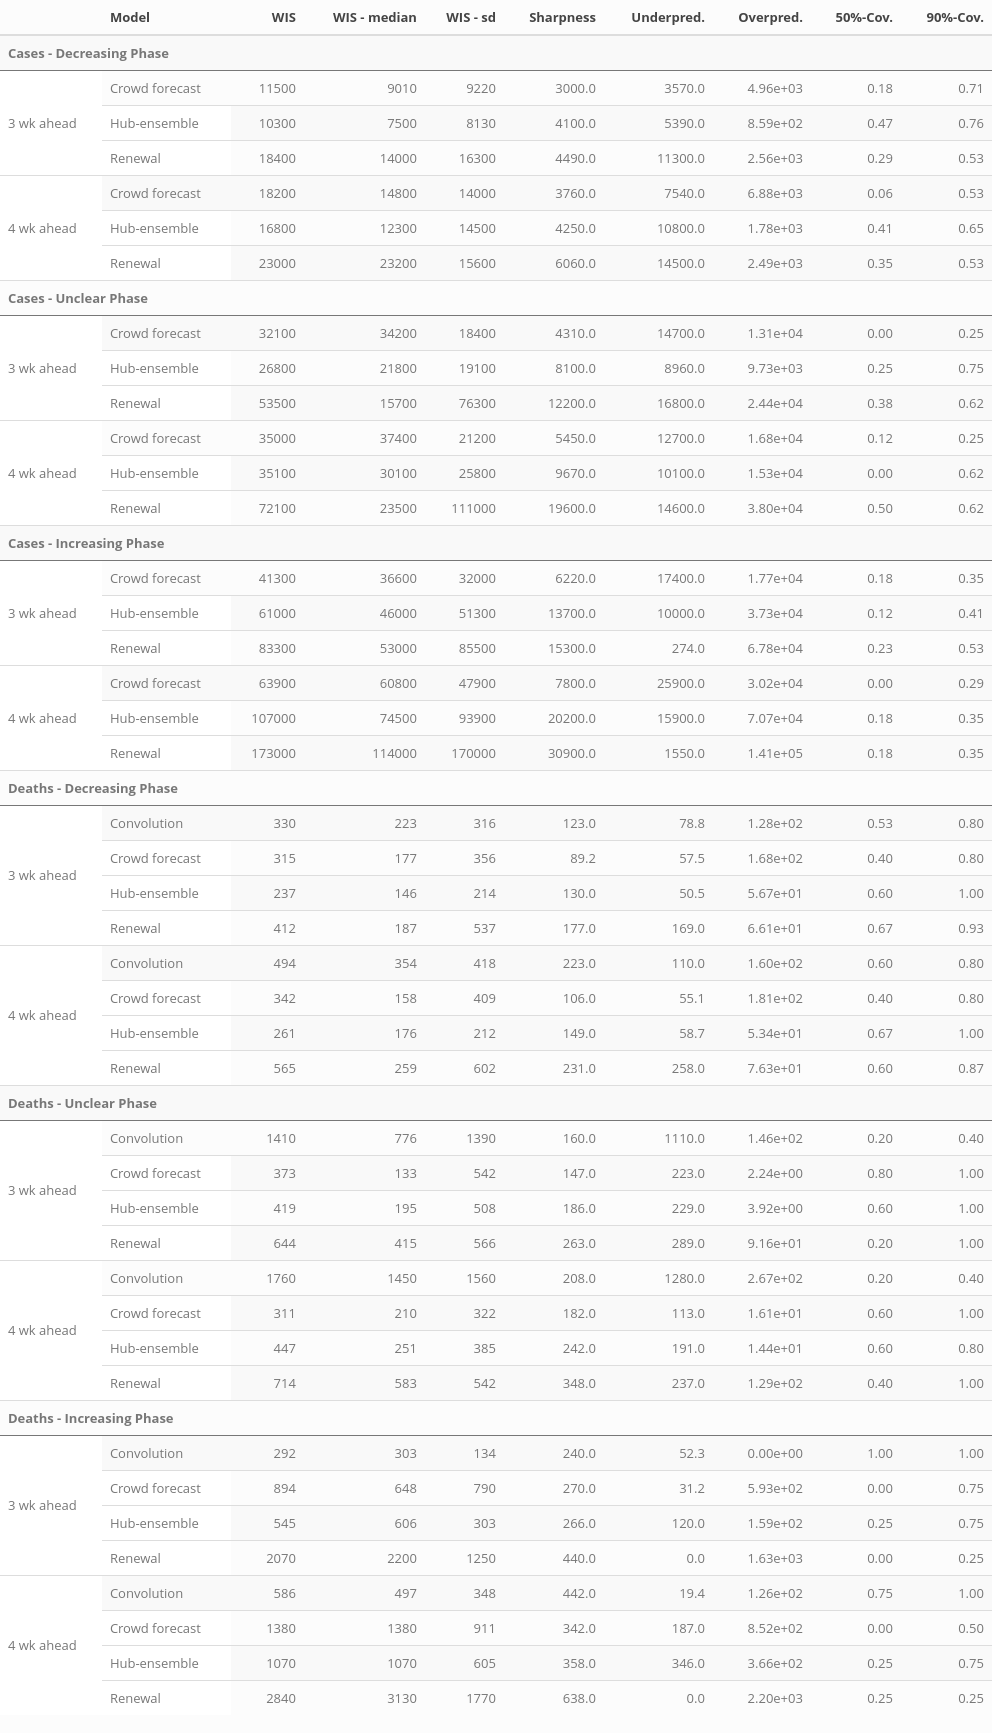 Model WIS WIS - median WIS - sd Sharpness Underpred. Overpred. 50%-Cov. 90%-Cov.
Cases - Decreasing Phase
3 wk ahead Crowd forecast 11500 9010 9220 3000.0 3570.0 4.96e+03 0.18 0.71
Hub-ensemble 10300 7500 8130 4100.0 5390.0 8.59e+02 0.47 0.76
Renewal 18400 14000 16300 4490.0 11300.0 2.56e+03 0.29 0.53
4 wk ahead Crowd forecast 18200 14800 14000 3760.0 7540.0 6.88e+03 0.06 0.53
Hub-ensemble 16800 12300 14500 4250.0 10800.0 1.78e+03 0.41 0.65
Renewal 23000 23200 15600 6060.0 14500.0 2.49e+03 0.35 0.53
Cases - Unclear Phase
3 wk ahead Crowd forecast 32100 34200 18400 4310.0 14700.0 1.31e+04 0.00 0.25
Hub-ensemble 26800 21800 19100 8100.0 8960.0 9.73e+03 0.25 0.75
Renewal 53500 15700 76300 12200.0 16800.0 2.44e+04 0.38 0.62
4 wk ahead Crowd forecast 35000 37400 21200 5450.0 12700.0 1.68e+04 0.12 0.25
Hub-ensemble 35100 30100 25800 9670.0 10100.0 1.53e+04 0.00 0.62
Renewal 72100 23500 111000 19600.0 14600.0 3.80e+04 0.50 0.62
Cases - Increasing Phase
3 wk ahead Crowd forecast 41300 36600 32000 6220.0 17400.0 1.77e+04 0.18 0.35
Hub-ensemble 61000 46000 51300 13700.0 10000.0 3.73e+04 0.12 0.41
Renewal 83300 53000 85500 15300.0 274.0 6.78e+04 0.23 0.53
4 wk ahead Crowd forecast 63900 60800 47900 7800.0 25900.0 3.02e+04 0.00 0.29
Hub-ensemble 107000 74500 93900 20200.0 15900.0 7.07e+04 0.18 0.35
Renewal 173000 114000 170000 30900.0 1550.0 1.41e+05 0.18 0.35
Deaths - Decreasing Phase
3 wk ahead Convolution 330 223 316 123.0 78.8 1.28e+02 0.53 0.80
Crowd forecast 315 177 356 89.2 57.5 1.68e+02 0.40 0.80
Hub-ensemble 237 146 214 130.0 50.5 5.67e+01 0.60 1.00
Renewal 412 187 537 177.0 169.0 6.61e+01 0.67 0.93
4 wk ahead Convolution 494 354 418 223.0 110.0 1.60e+02 0.60 0.80
Crowd forecast 342 158 409 106.0 55.1 1.81e+02 0.40 0.80
Hub-ensemble 261 176 212 149.0 58.7 5.34e+01 0.67 1.00
Renewal 565 259 602 231.0 258.0 7.63e+01 0.60 0.87
Deaths - Unclear Phase
3 wk ahead Convolution 1410 776 1390 160.0 1110.0 1.46e+02 0.20 0.40
Crowd forecast 373 133 542 147.0 223.0 2.24e+00 0.80 1.00
Hub-ensemble 419 195 508 186.0 229.0 3.92e+00 0.60 1.00
Renewal 644 415 566 263.0 289.0 9.16e+01 0.20 1.00
4 wk ahead Convolution 1760 1450 1560 208.0 1280.0 2.67e+02 0.20 0.40
Crowd forecast 311 210 322 182.0 113.0 1.61e+01 0.60 1.00
Hub-ensemble 447 251 385 242.0 191.0 1.44e+01 0.60 0.80
Renewal 714 583 542 348.0 237.0 1.29e+02 0.40 1.00
Deaths - Increasing Phase
3 wk ahead Convolution 292 303 134 240.0 52.3 0.00e+00 1.00 1.00
Crowd forecast 894 648 790 270.0 31.2 5.93e+02 0.00 0.75
Hub-ensemble 545 606 303 266.0 120.0 1.59e+02 0.25 0.75
Renewal 2070 2200 1250 440.0 0.0 1.63e+03 0.00 0.25
4 wk ahead Convolution 586 497 348 442.0 19.4 1.26e+02 0.75 1.00
Crowd forecast 1380 1380 911 342.0 187.0 8.52e+02 0.00 0.50
Hub-ensemble 1070 1070 605 358.0 346.0 3.66e+02 0.25 0.75
Renewal 2840 3130 1770 638.0 0.0 2.20e+03 0.25 0.25